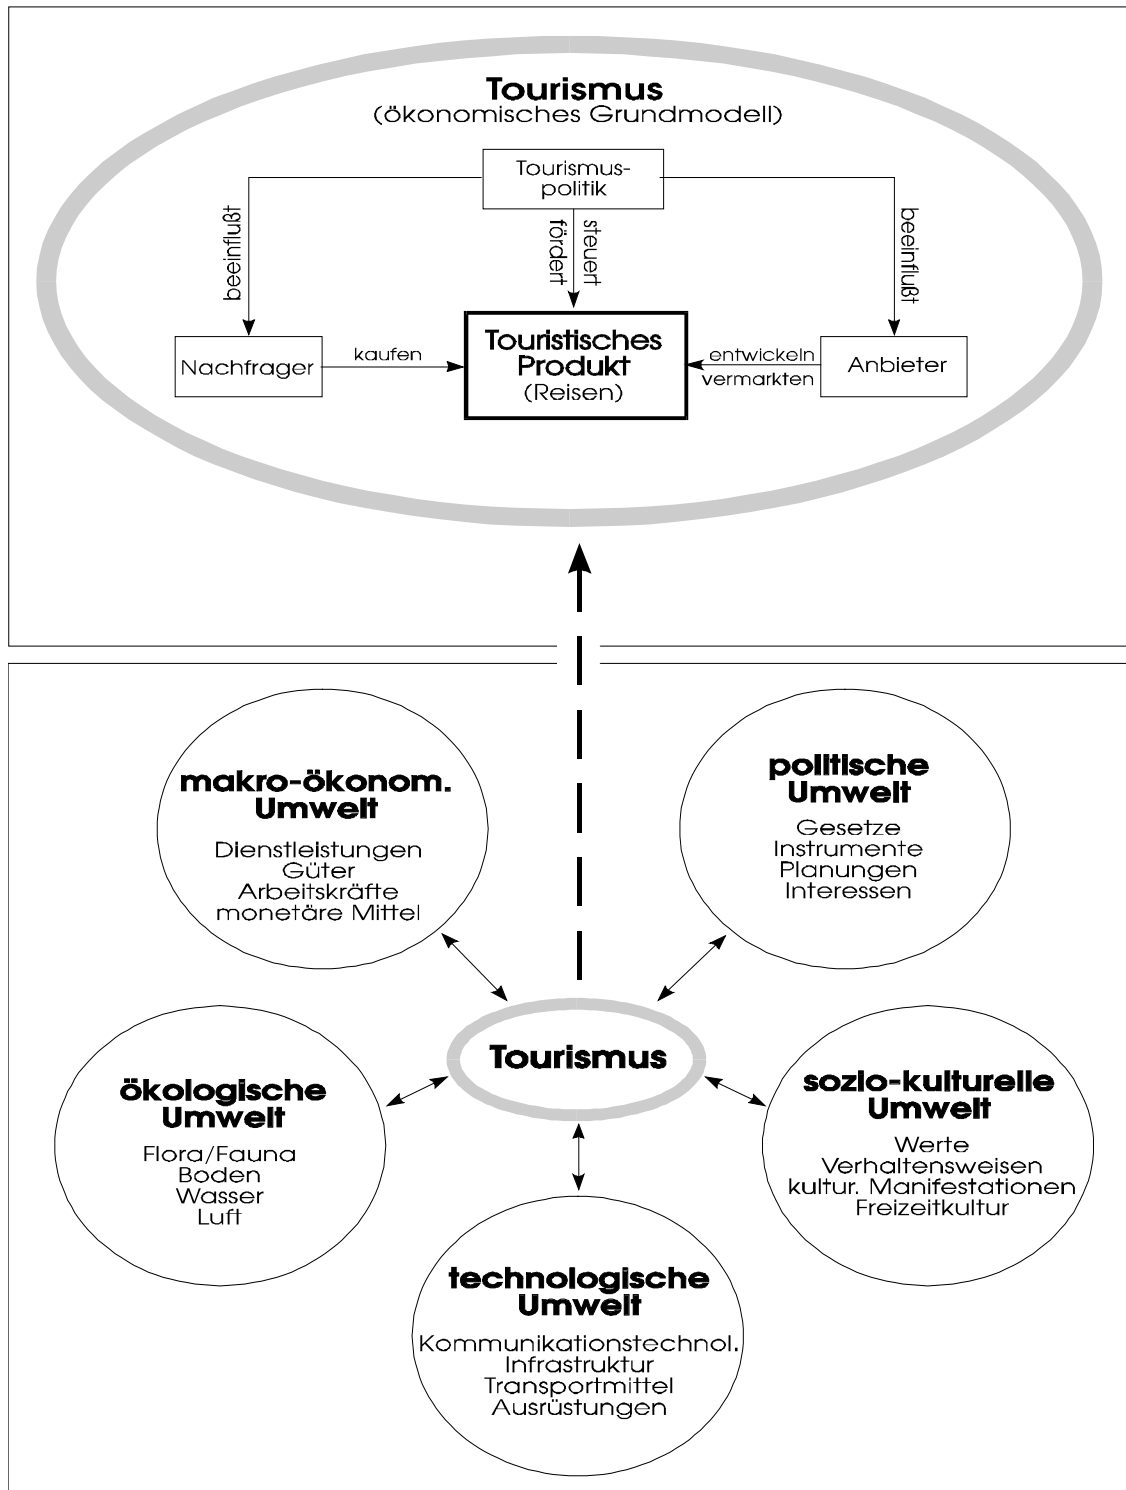 Tourismus
(ökonomisches Grundmodell)
Tourismus-
politik
beeinflußt
fördert
steuert
beeinflußt
Nachfrager
kaufen
Touristisches
Produkt
(Reisen)
entwickeln
vermarkten
Anbieter
makro-ökonom.
Umwelt
Dienstleistungen
Güter
Arbeitskräfte
monetäre Mittel
politische
Umwelt
Gesetze
Instrumente
Planungen
Interessen
Tourismus
ökologische
Umwelt
Flora/Fauna
Boden
Wasser
Luft
sozio-kulturelle
Umwelt
Werte
Verhaltensweisen
kultur. Manifestationen
Freizeitkultur
technologische
Umwelt
Kommunikationstechnol.
Infrastruktur
Transportmittel
Ausrüstungen